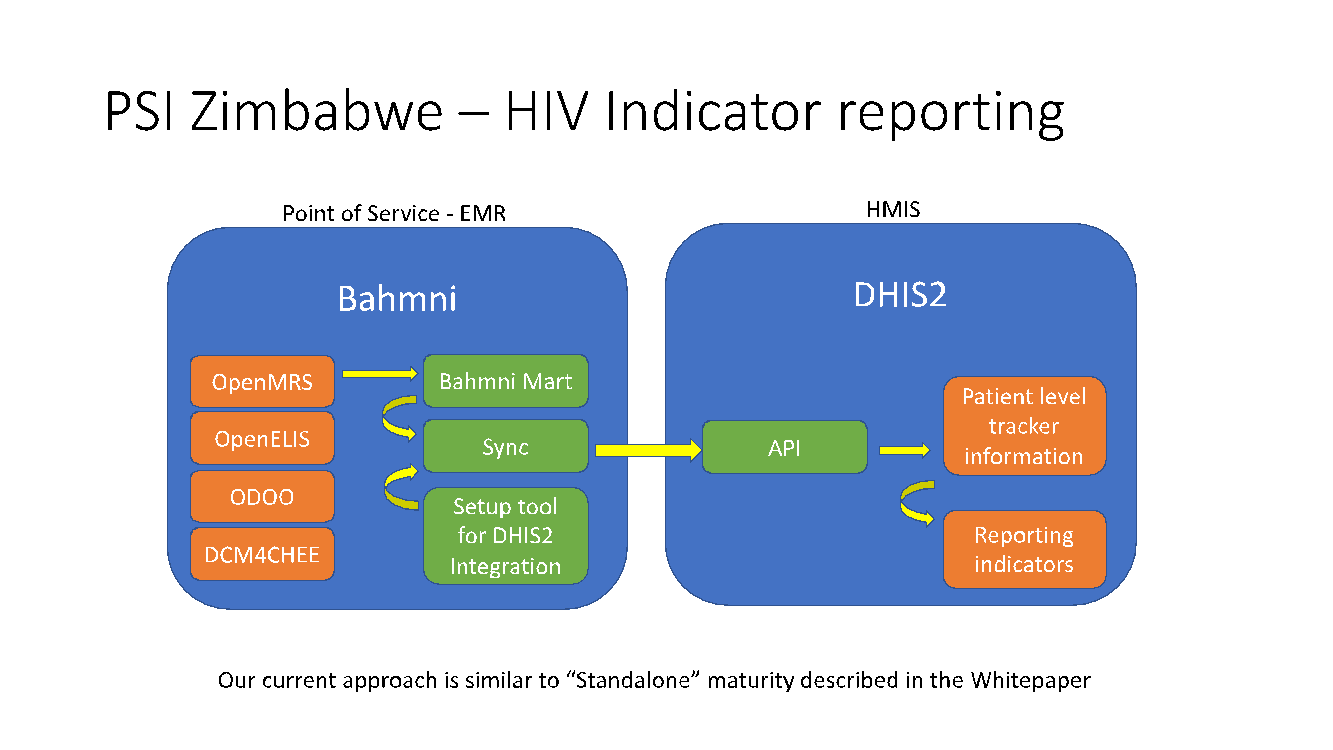 PSI Zimbabwe – HIV Indicator reporting
Point of Service - EMR
Bahmni
OpenMRS
OpenELIS
ODOO
DCM4CHEE
Bahmni Mart
Sync
Setup tool
for DHIS2
Integration
HMIS
DHIS2
API
Patient level
tracker
information
Reporting
indicators
Our current approach is similar to “Standalone” maturity described in the Whitepaper